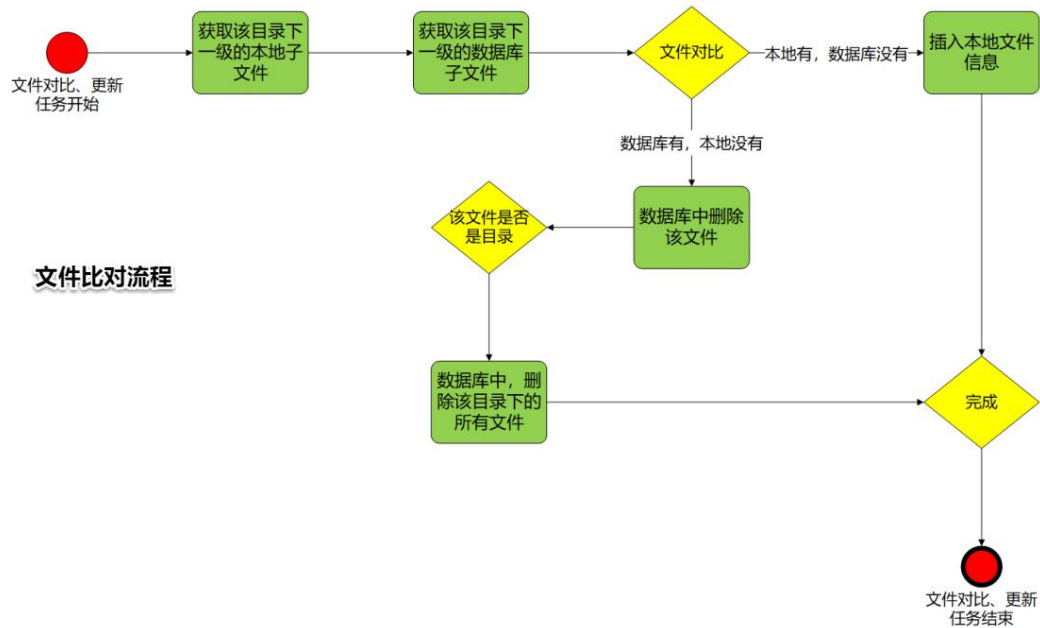 文件对比、更新
任务开始
获取该目录下
一级的本地子
文件
获取该目录下
一级的数据库
子文件
文件对比
本地有，数据库没有
插入本地文件
信息
数据库有，本地没有
数据库中删除
该文件
该文件是否
是目录
文件比对流程
数据库中，删
除该目录下的
所有文件
完成
文件对比、更新
任务结束